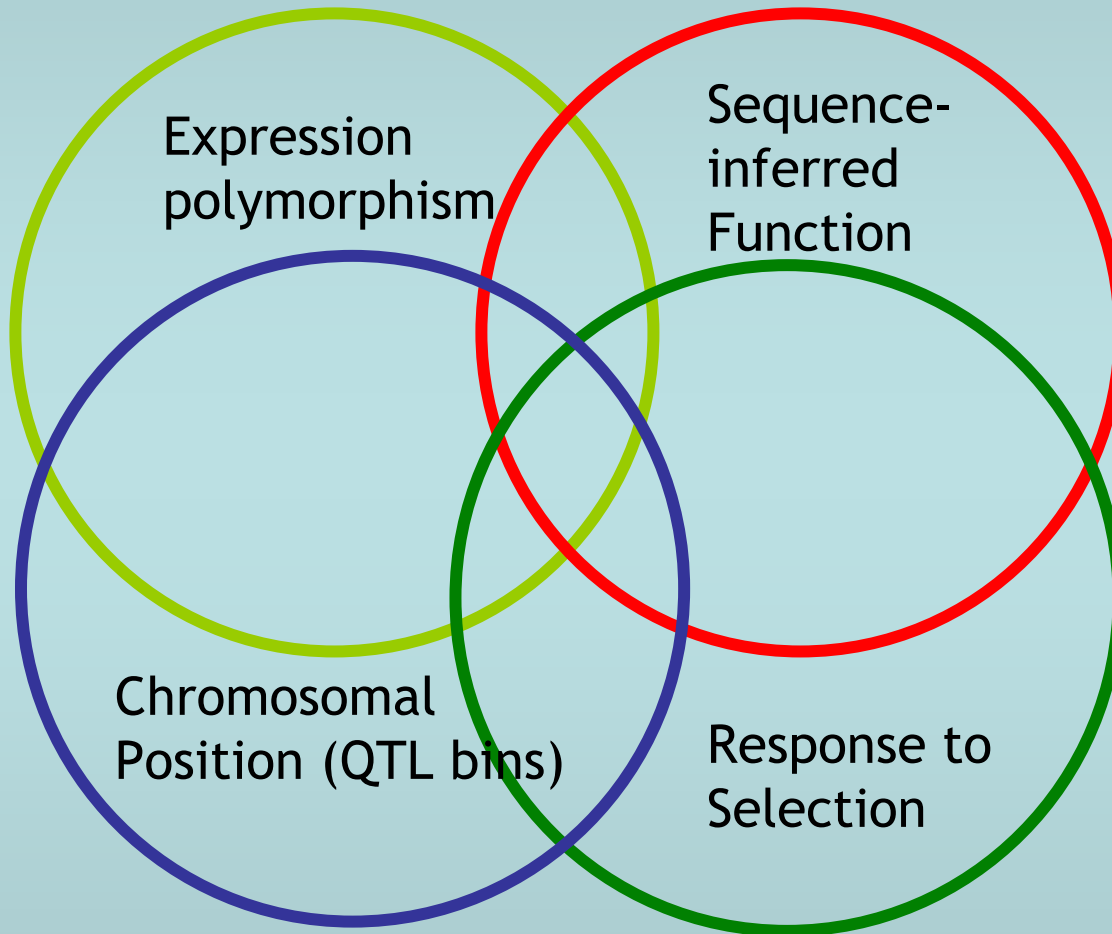 Expression
polymorphism
Sequence-
inferred
Function
Chromosomal
Position (QTL bins)
Response to
Selection